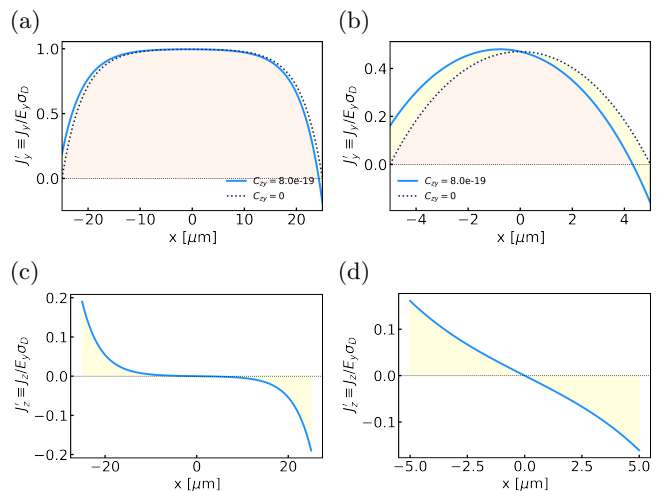 (a)
J′y ≡ Jy/EyσD
1.0
0.5
0.0
−20
−10
0
10
20
x [μm]
Czy = 8.0e-19
Czy = 0
(b)
J′y ≡ Jy/EyσD
0.4
0.2
0.0
−4
−2
0
2
4
x [μm]
Czy = 8.0e-19
Czy = 0
(c)
J′z ≡ Jz/EyσD
0.2
0.1
0.0
−0.1
−0.2
−20
0
20
x [μm]
(d)
J′z ≡ Jz/EyσD
0.1
0.0
−0.1
−5.0
−2.5
0.0
2.5
5.0
x [μm]